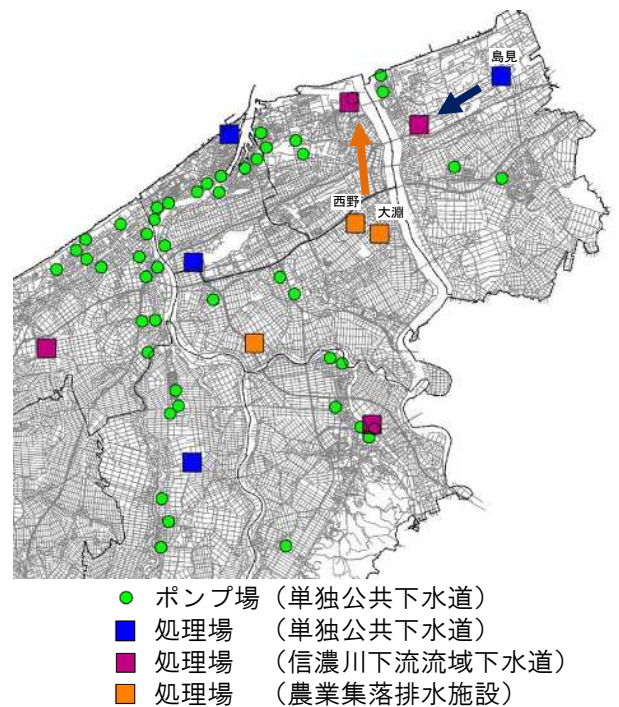 島見
西野
大淵
ポンプ場（単独公共下水道）
処理場　（単独公共下水道）
処理場　（信濃川下流流域下水道）
処理場　（農業集落排水施設）